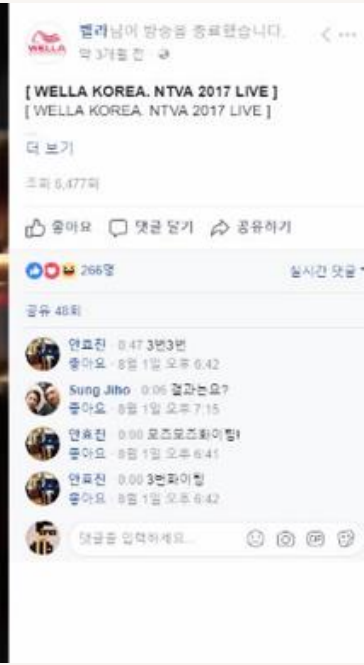 WELLA
웰라님이 방송을 종료했습니다.
약 3개월 전
[ WELLA KOREA. NTVA 2017 LIVE ]
[ WELLA KOREA. NTVA 2017 LIVE ]
...
더 보기
조회 6,477회
좋아요 댓글 달기 공유하기
266명 실시간 댓글
공유 48회
안효진 · 0:47 3번3번
좋아요 · 8월 1일 오후 6:42
Sung Jiho · 0:06 결과는요?
좋아요 · 8월 1일 오후 7:15
안효진 · 0:00 모즈모즈화이팅!
좋아요 · 8월 1일 오후 6:41
안효진 · 0:00 3번화이팅
좋아요 · 8월 1일 오후 6:42
댓글을 입력하세요...
GIF